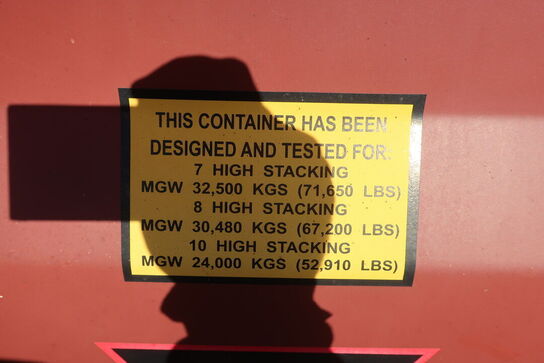 THIS CONTAINER HAS BEEN
DESIGNED AND TESTED FOR:
7 HIGH STACKING
MGW 32,500 KGS (71,650 LBS)
8 HIGH STACKING
MGW 30,480 KGS (67,200 LBS)
10 HIGH STACKING
MGW 24,000 KGS (52,910 LBS)